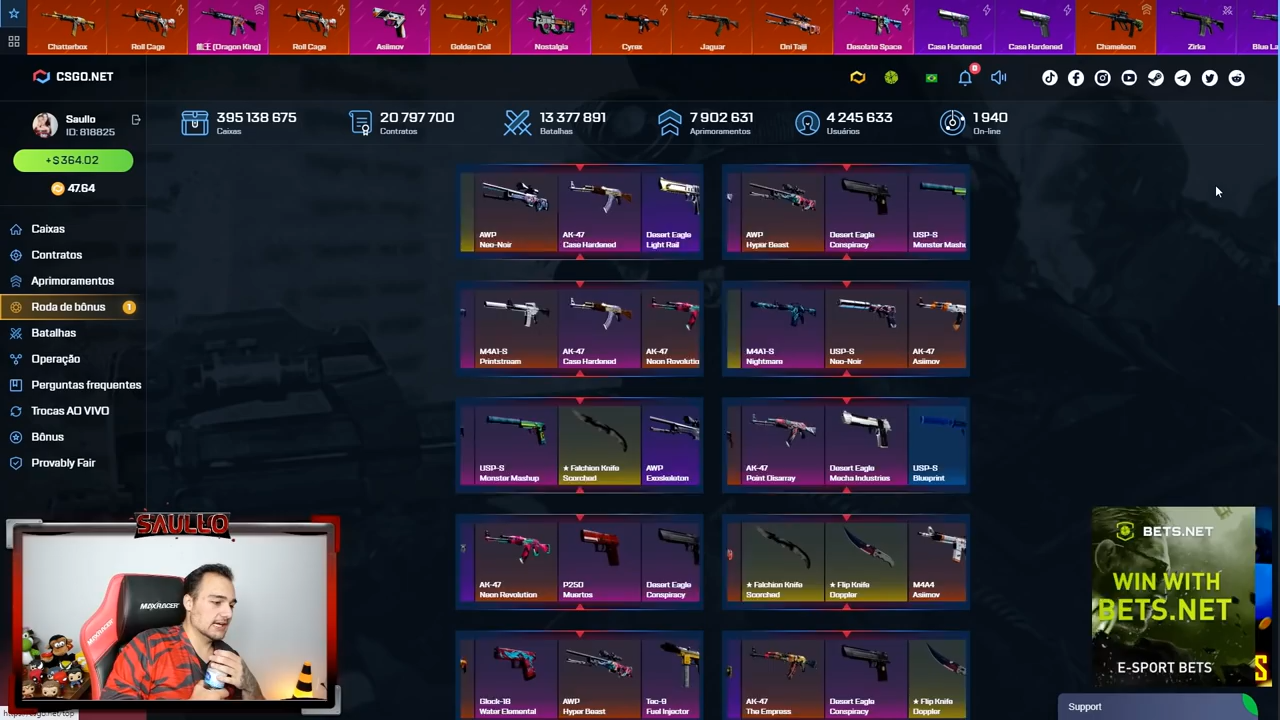 Chatterbox
Roll Cage
龍王 (Dragon King)
Roll Cage
Asiimov
Golden Coil
Nostalgia
Cyrex
Jaguar
Oni Taiji
Desolate Space
Case Hardened
Case Hardened
Chameleon
Zirka
CSGO.NET
Saullo
ID: 818825
+$364.02
47.64
395 138 675
Caixas
20 797 700
Contratos
13 377 891
Batalhas
7 902 631
Aprimoramentos
4 245 633
Usuários
1 940
On-line
Caixas
Contratos
Aprimoramentos
Roda de bônus 1
Batalhas
Operação
Perguntas frequentes
Trocas AO VIVO
Bônus
Provably Fair
AWP
Neo-Noir
AK-47
Case Hardened
Desert Eagle
Light Rail
AWP
Hyper Beast
Desert Eagle
Conspiracy
USP-S
Monster Mashu
M4A1-S
Printstream
AK-47
Case Hardened
AK-47
Neon Revolutio
M4A1-S
Nightmare
USP-S
Neo-Noir
AK-47
Asiimov
USP-S
Monster Mashup
★ Falchion Knife
Scorched
AWP
Exoskeleton
AK-47
Point Disarray
Desert Eagle
Mecha Industries
USP-S
Blueprint
AK-47
Neon Revolution
P250
Muertos
Desert Eagle
Conspiracy
★ Falchion Knife
Scorched
★ Flip Knife
Doppler
M4A4
Asiimov
Glock-18
Water Elemental
AWP
Hyper Beast
Tec-9
Fuel Injector
AK-47
The Empress
Desert Eagle
Conspiracy
★ Flip Knife
Doppler
SAULLO
MAXRACER
BETS.NET
WIN WITH
BETS.NET
E-SPORT BETS
Support